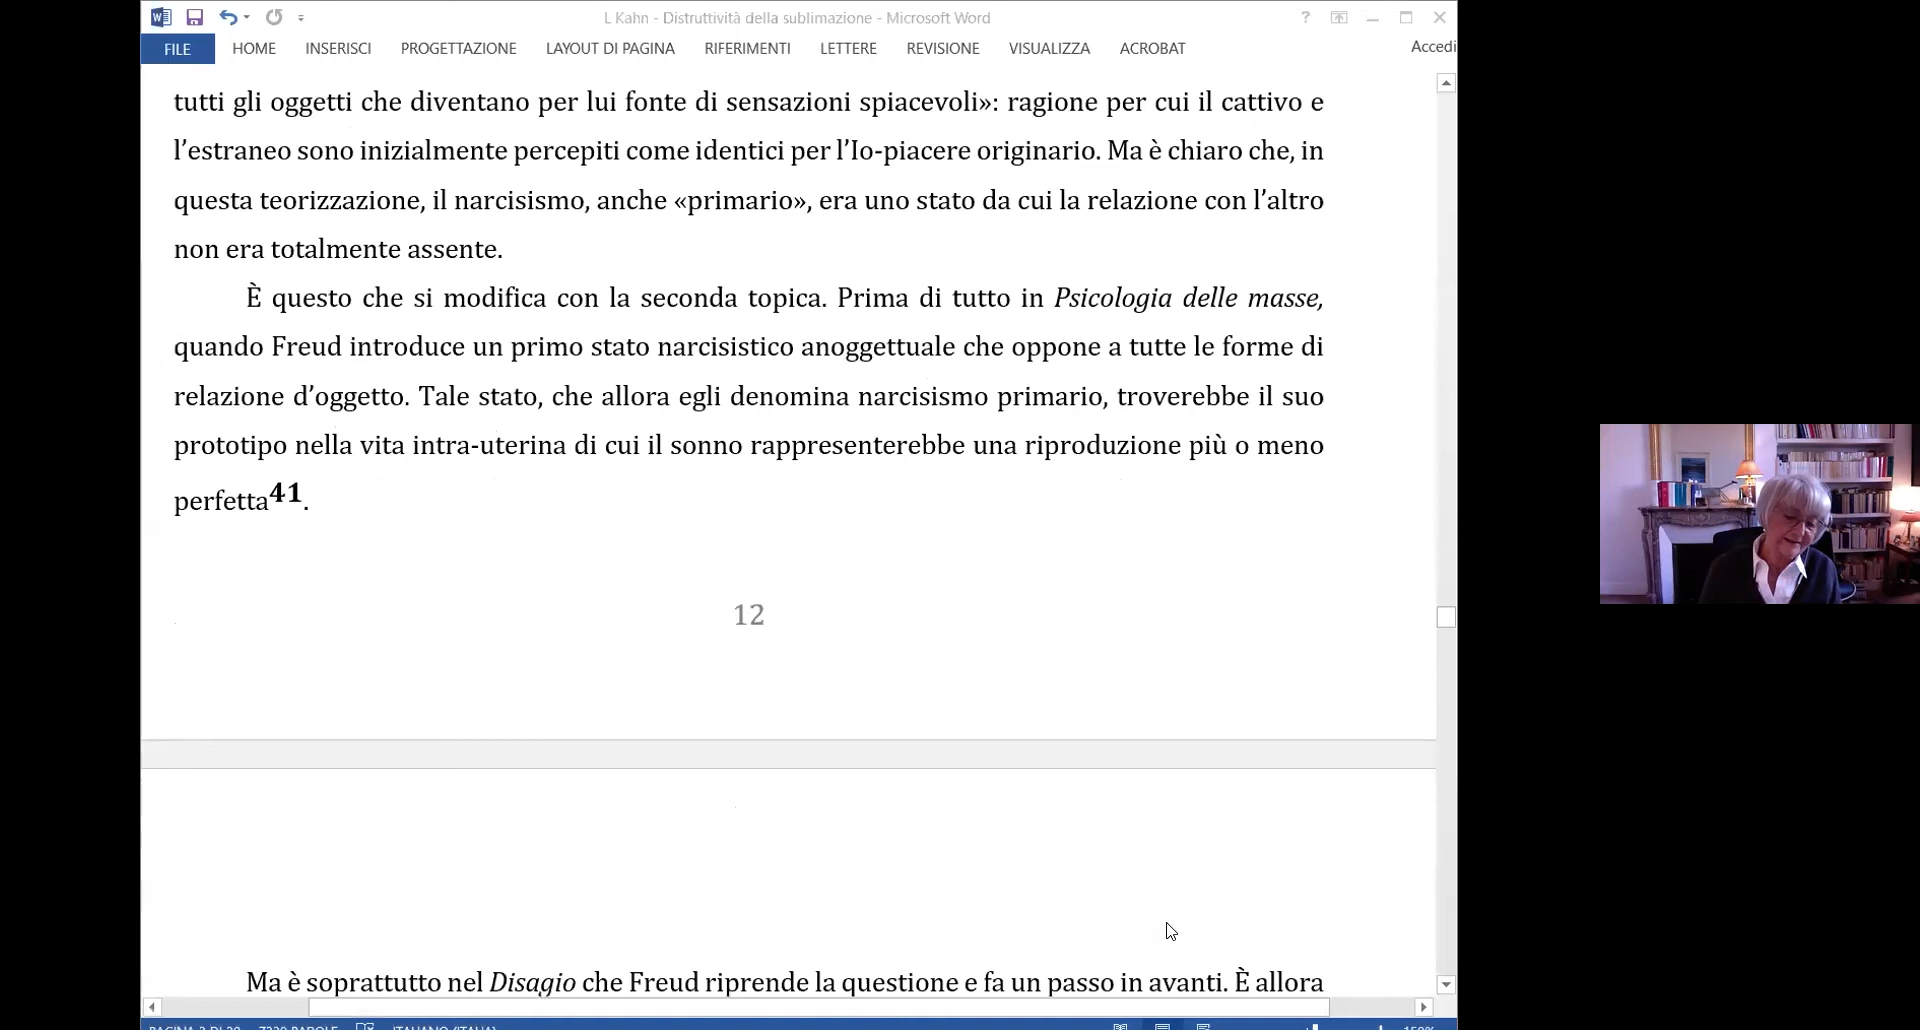 L Kahn - Distruttività della sublimazione - Microsoft Word
?
FILE HOME INSERISCI PROGETTAZIONE LAYOUT DI PAGINA RIFERIMENTI LETTERE REVISIONE VISUALIZZA ACROBAT Accedi
tutti gli oggetti che diventano per lui fonte di sensazioni spiacevoli»: ragione per cui il cattivo e
l’estraneo sono inizialmente percepiti come identici per l’Io-piacere originario. Ma è chiaro che, in
questa teorizzazione, il narcisismo, anche «primario», era uno stato da cui la relazione con l’altro
non era totalmente assente.
È questo che si modifica con la seconda topica. Prima di tutto in Psicologia delle masse,
quando Freud introduce un primo stato narcisistico anoggettuale che oppone a tutte le forme di
relazione d’oggetto. Tale stato, che allora egli denomina narcisismo primario, troverebbe il suo
prototipo nella vita intra-uterina di cui il sonno rappresenterebbe una riproduzione più o meno
perfetta41.
12
Ma è soprattutto nel Disagio che Freud riprende la questione e fa un passo in avanti. È allora